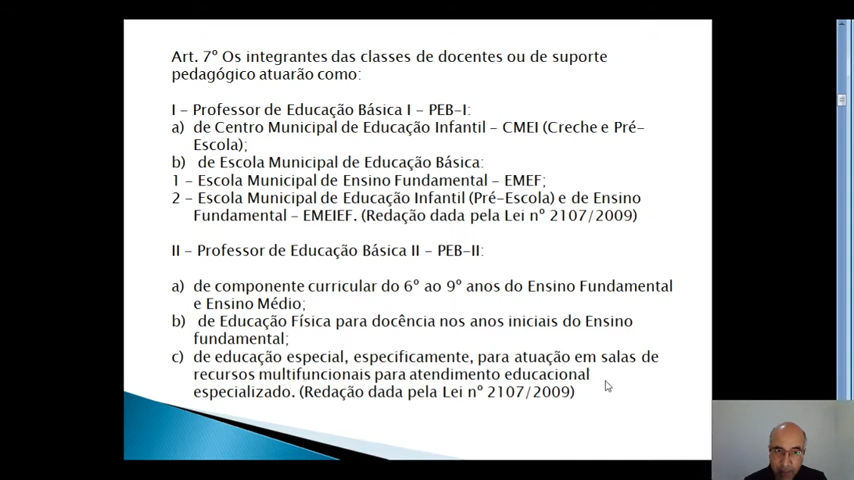 Art. 7º Os integrantes das classes de docentes ou de suporte
pedagógico atuarão como:
I – Professor de Educação Básica I – PEB-I:
a) de Centro Municipal de Educação Infantil – CMEI (Creche e Pré-
Escola);
b) de Escola Municipal de Educação Básica:
1 – Escola Municipal de Ensino Fundamental – EMEF;
2 – Escola Municipal de Educação Infantil (Pré-Escola) e de Ensino
Fundamental – EMEIEF. (Redação dada pela Lei nº 2107/2009)
II – Professor de Educação Básica II – PEB-II:
a) de componente curricular do 6º ao 9º anos do Ensino Fundamental
e Ensino Médio;
b) de Educação Física para docência nos anos iniciais do Ensino
fundamental;
c) de educação especial, especificamente, para atuação em salas de
recursos multifuncionais para atendimento educacional
especializado. (Redação dada pela Lei nº 2107/2009)